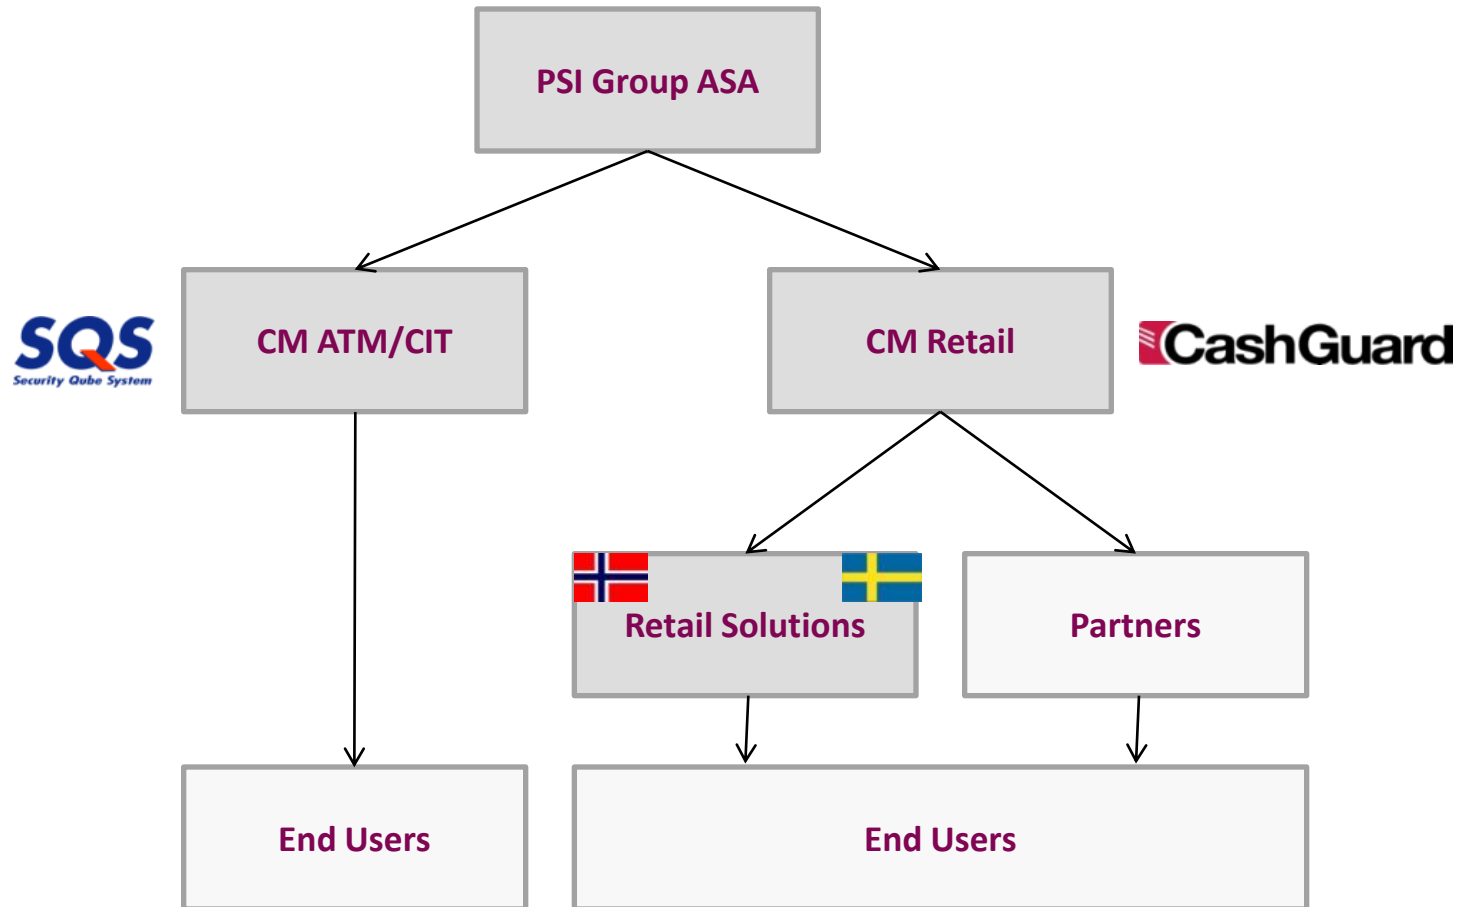 PSI Group ASA
SQS
Security Qube System
CM ATM/CIT
CM Retail
CashGuard
Retail Solutions
Partners
End Users
End Users